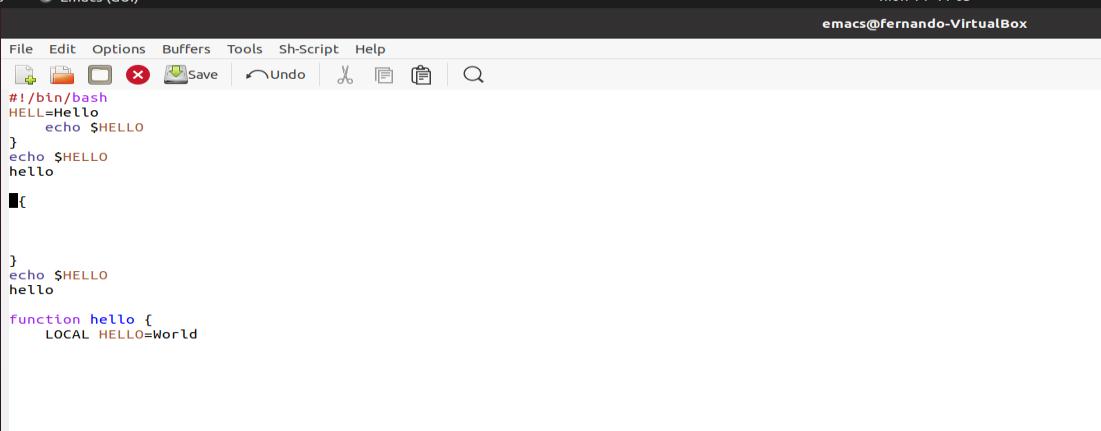 emacs@fernando-VirtualBox
File Edit Options Buffers Tools Sh-Script Help
Save Undo
#!/bin/bash
HELL=Hello
    echo $HELLO
}
echo $HELLO
hello
{
}
echo $HELLO
hello
function hello {
    LOCAL HELLO=World